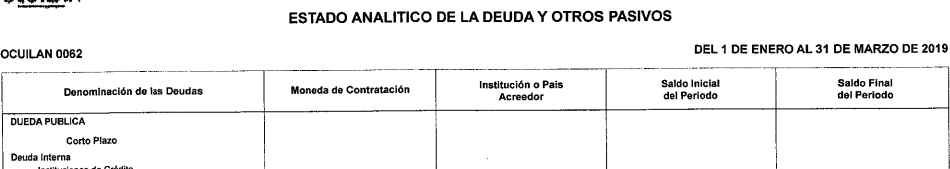 ESTADO ANALITICO DE LA DEUDA Y OTROS PASIVOS
OCUILAN 0062
DEL 1 DE ENERO AL 31 DE MARZO DE 2019
Denominación de las Deudas
Moneda de Contratación
Institución o País
Acreedor
Saldo Inicial
del Periodo
Saldo Final
del Periodo
DUEDA PUBLICA
Corto Plazo
Deuda Interna
Instituciones de Crédito